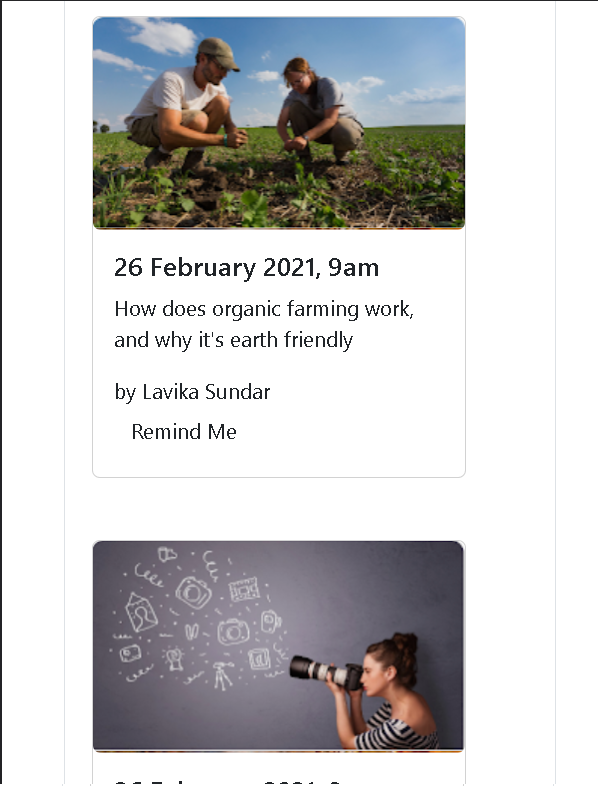 26 February 2021, 9am
How does organic farming work,
and why it's earth friendly
by Lavika Sundar
Remind Me